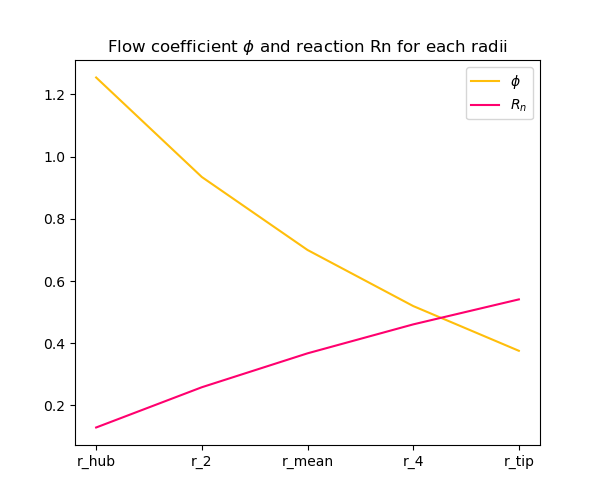 Flow coefficient ϕ and reaction Rn for each radii
ϕ
Rₙ
1.2
1.0
0.8
0.6
0.4
0.2
r_hub r_2 r_mean r_4 r_tip